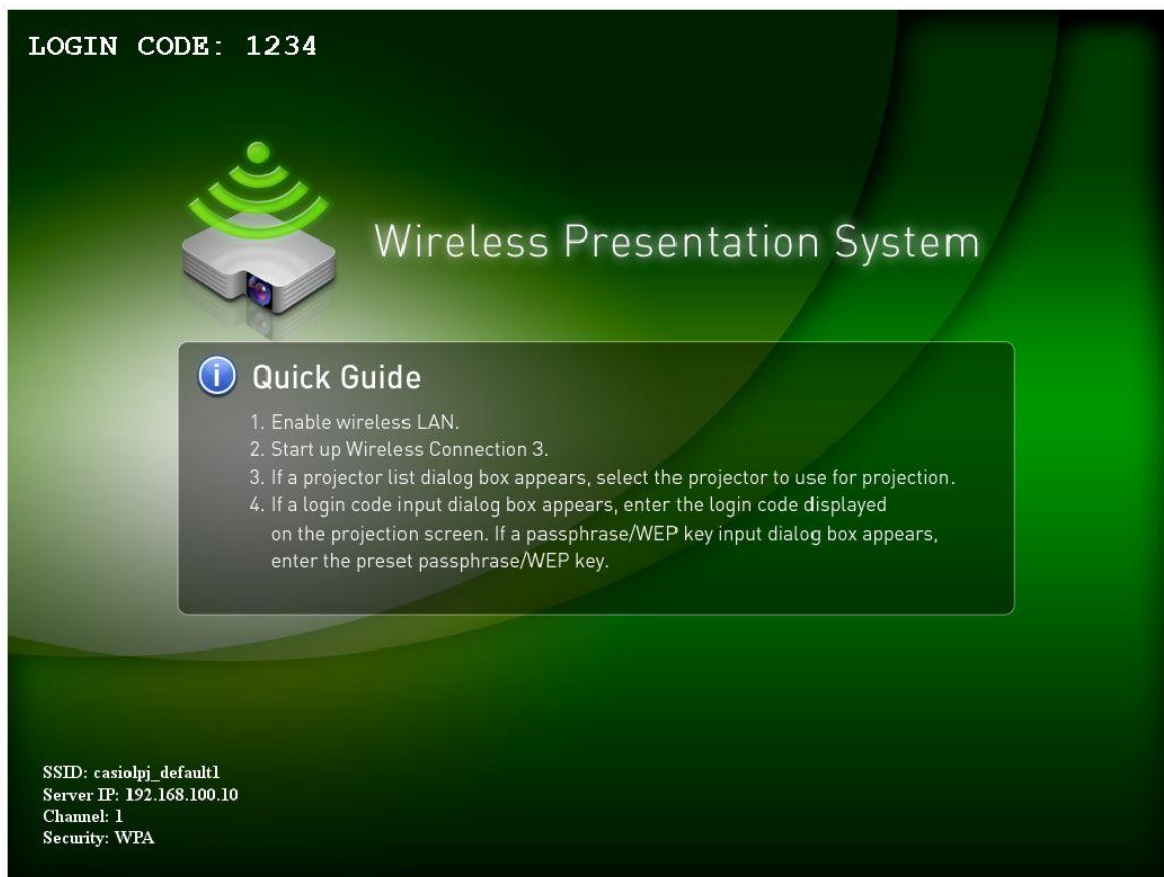 LOGIN CODE: 1234
Wireless Presentation System
i Quick Guide
1. Enable wireless LAN.
2. Start up Wireless Connection 3.
3. If a projector list dialog box appears, select the projector to use for projection.
4. If a login code input dialog box appears, enter the login code displayed
on the projection screen. If a passphrase/WEP key input dialog box appears,
enter the preset passphrase/WEP key.
SSID: casiolpj_default1
Server IP: 192.168.100.10
Channel: 1
Security: WPA